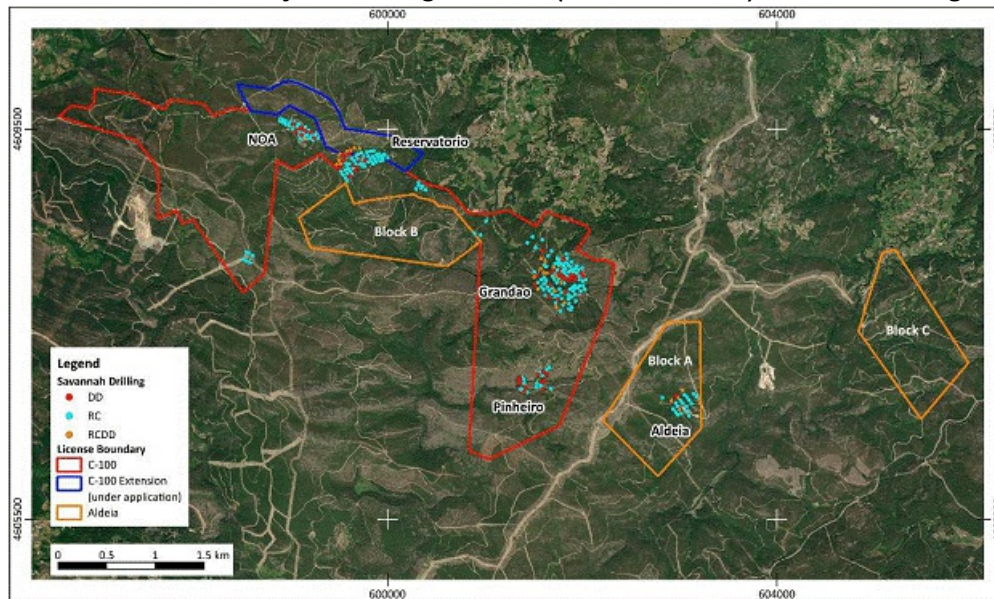 600000
604000
4609500
NOA
Reservatorio
Block B
Grandao
Block C
Block A
Pinheiro
Aldeia
Legend
Savannah Drilling
DD
RC
RCDD
License Boundary
C-100
C-100 Extension
(under application)
Aldeia
4605500
0 0.5 1 1.5 km
600000
604000